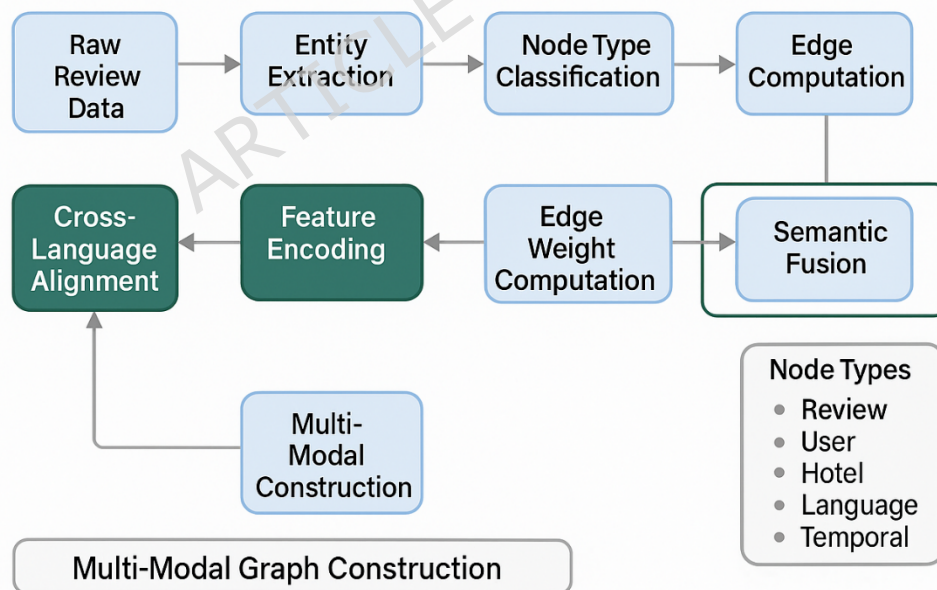 Raw
Review
Data
Entity
Extraction
Node Type
Classification
Edge
Computation
Cross-
Language
Alignment
Feature
Encoding
Edge
Weight
Computation
Semantic
Fusion
Multi-
Modal
Construction
Node Types
Review
User
Hotel
Language
Temporal
Multi-Modal Graph Construction
ARTICLE